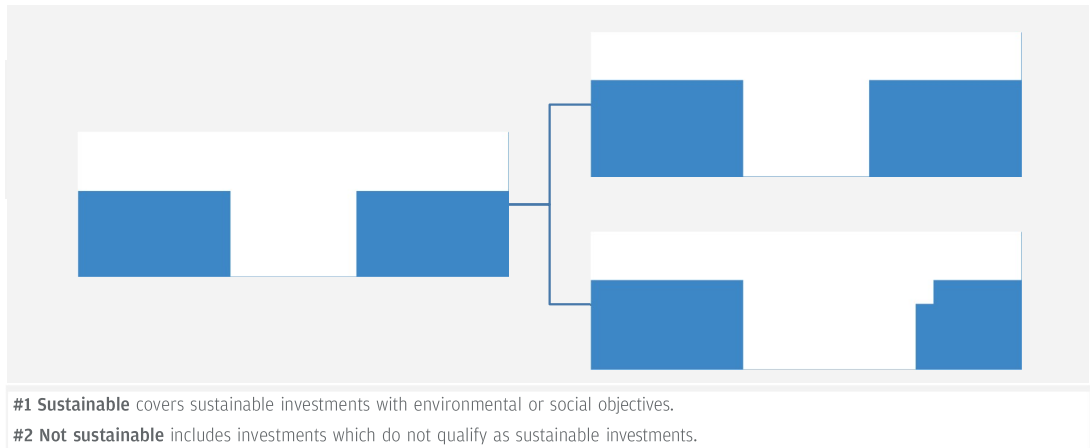 #1 Sustainable covers sustainable investments with environmental or social objectives.
#2 Not sustainable includes investments which do not qualify as sustainable investments.